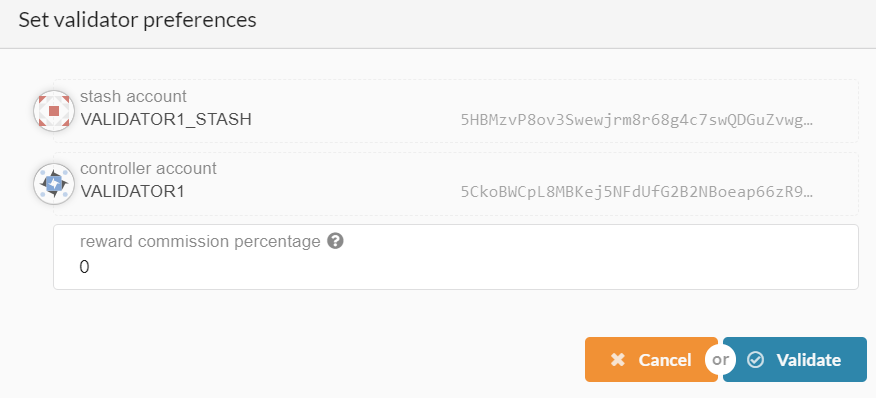 Set validator preferences
stash account
VALIDATOR1_STASH 5HBMzvP8ov3Swewjrm8r68g4c7swQDGuZvwg…
controller account
VALIDATOR1 5CkoBWCpL8MBKej5NFdUfG2B2NBoeap66zR9…
reward commission percentage ?
0
Cancel or Validate